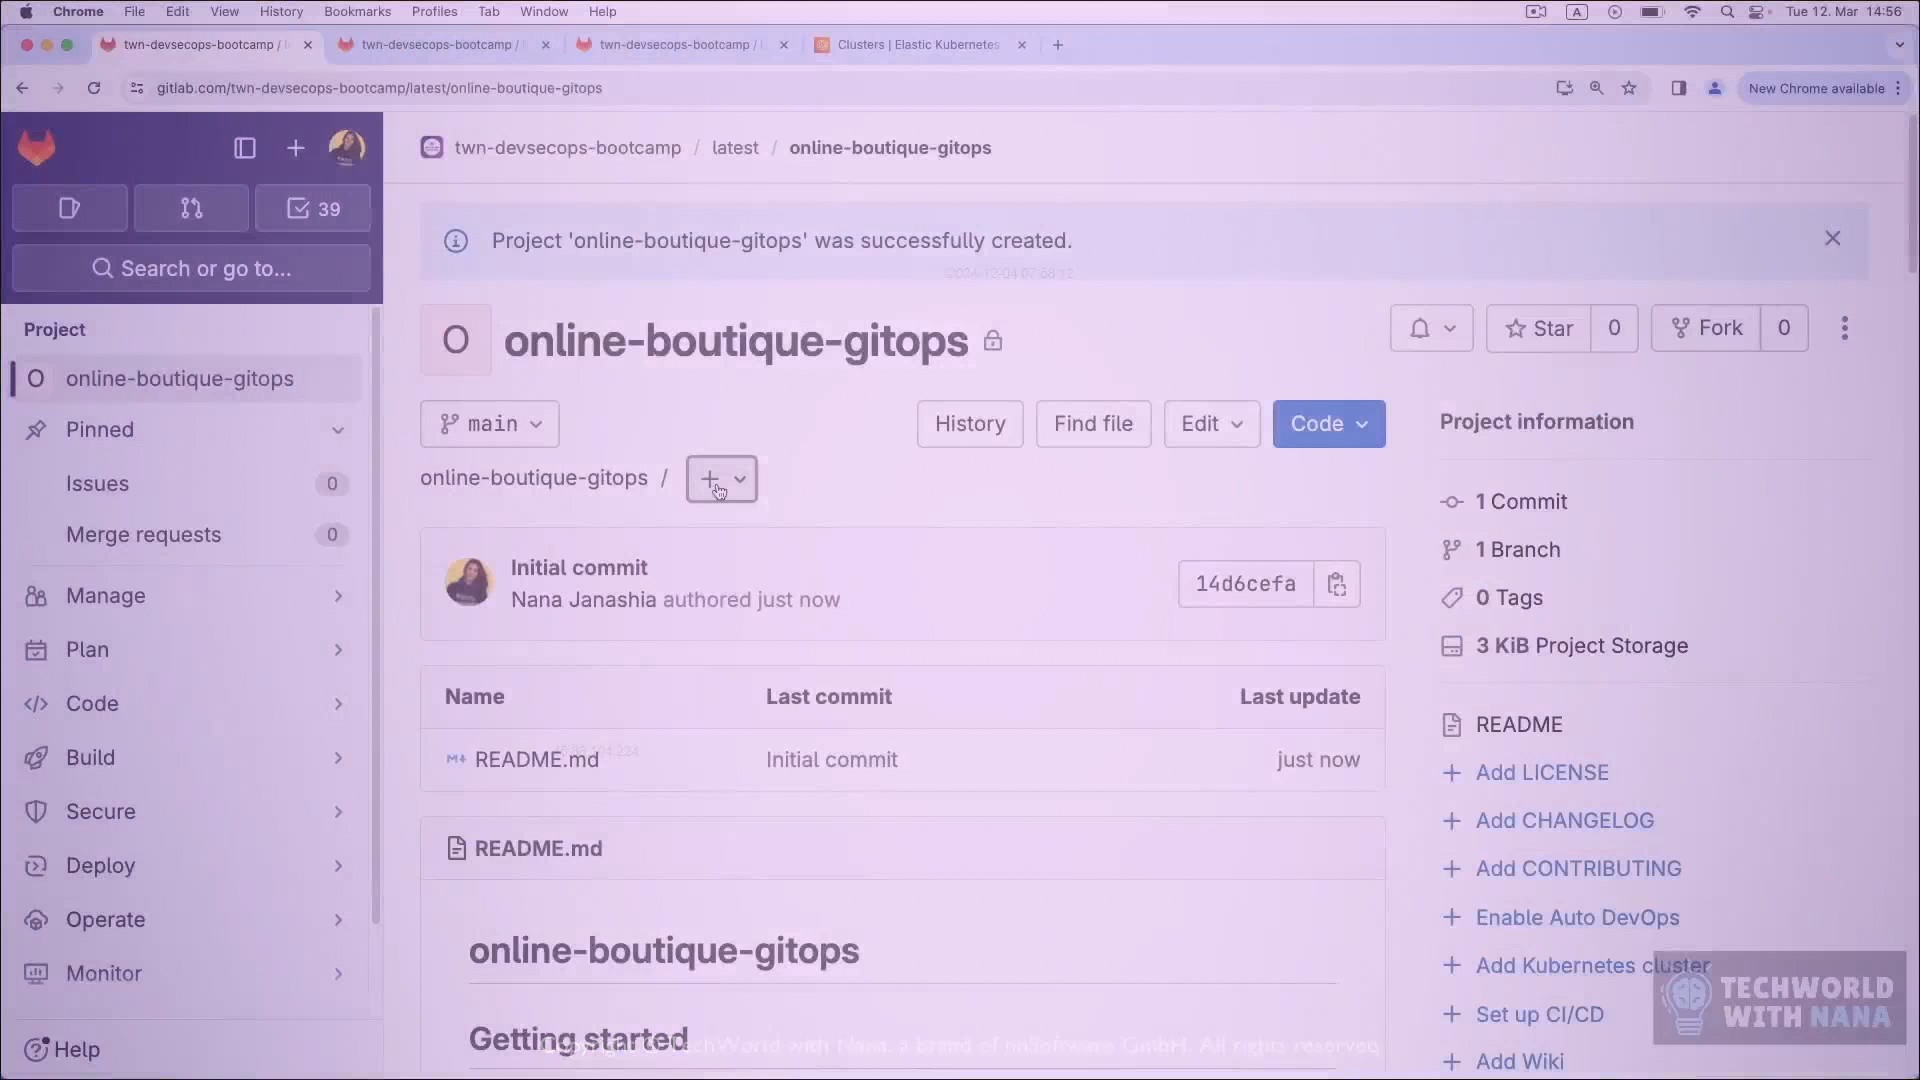 Chrome File Edit View History Bookmarks Profiles Tab Window Help A Tue 12. Mar 14:56
twn-devsecops-bootcamp / twn-devsecops-bootcamp / twn-devsecops-bootcamp / Clusters | Elastic Kubernetes
gitlab.com/twn-devsecops-bootcamp/latest/online-boutique-gitops New Chrome available
twn-devsecops-bootcamp / latest / online-boutique-gitops
39
Search or go to...
Project 'online-boutique-gitops' was successfully created.
2024-12-04 07:58:12
Project
O online-boutique-gitops
Pinned
Issues 0
Merge requests 0
Manage
Plan
Code
Build
Secure
Deploy
Operate
Monitor
Help
O online-boutique-gitops
Star 0 Fork 0
main History Find file Edit Code
online-boutique-gitops / +
Initial commit
Nana Janashia authored just now
14d6cefa
Name Last commit Last update
README.md Initial commit just now
README.md
online-boutique-gitops
Getting started
Project information
1 Commit
1 Branch
0 Tags
3 KiB Project Storage
README
+ Add LICENSE
+ Add CHANGELOG
+ Add CONTRIBUTING
+ Enable Auto DevOps
+ Add Kubernetes cluster
+ Set up CI/CD
+ Add Wiki
TECHWORLD
WITH NANA
Copyright © TechWorld with Nana, a brand of nnSoftware GmbH. All rights reserved